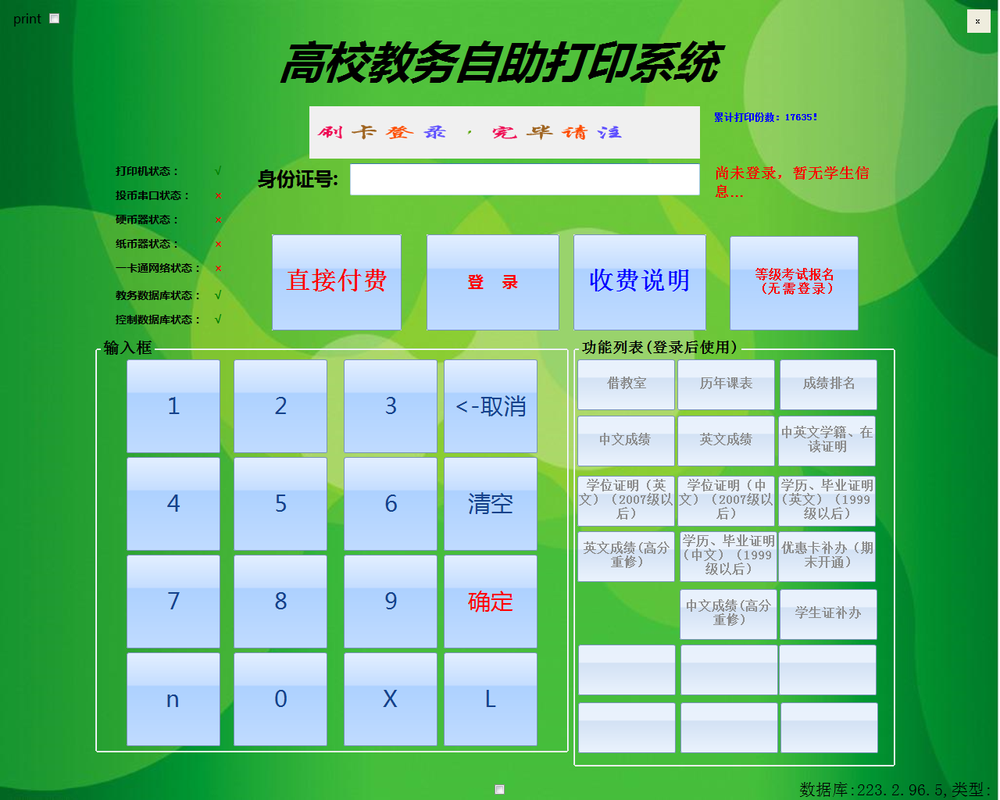 print
x
高校教务自助打印系统
刷卡登录·完毕请注
累计打印份数：17635！
打印机状态： √
身份证号:
尚未登录，暂无学生信
息...
投币串口状态： ×
硬币器状态： ×
纸币器状态： ×
一卡通网络状态： ×
教务数据库状态： √
控制数据库状态： √
直接付费
登 录
收费说明
等级考试报名
（无需登录）
输入框
1
2
3
<-取消
4
5
6
清空
7
8
9
确定
n
0
X
L
功能列表(登录后使用)
借教室
历年课表
成绩排名
中文成绩
英文成绩
中英文学籍、在
读证明
学位证明（英
文）（2007级以
后）
学位证明（中
文）（2007级以
后）
学历、毕业证明
(英文）（1999
级以后）
英文成绩(高分
重修）
学历、毕业证明
(中文）（1999
级以后）
优惠卡补办（期
末开通）
中文成绩(高分
重修）
学生证补办
数据库:223.2.96.5,类型: